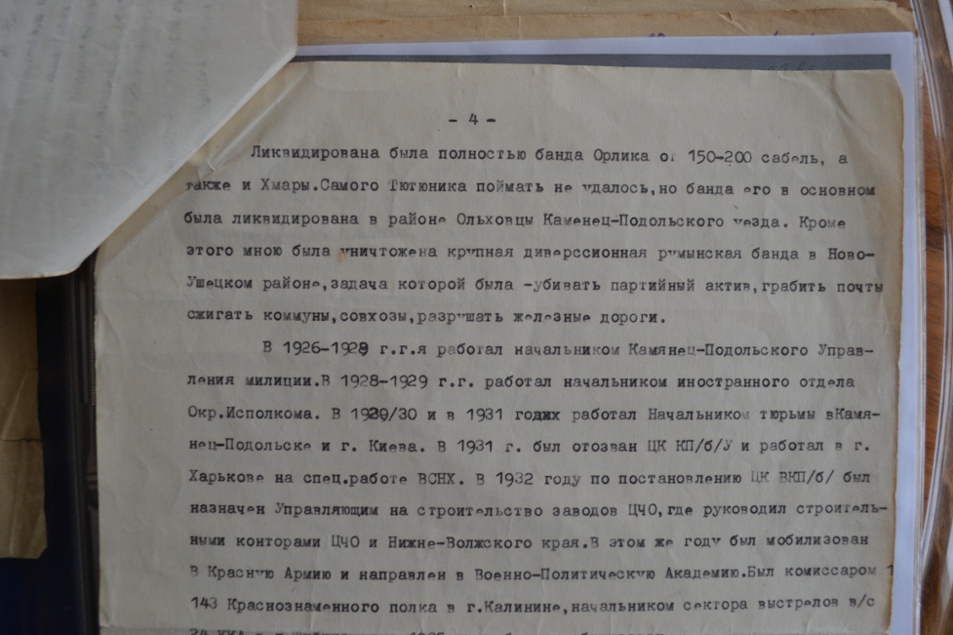 - 4 -
Ликвидирована была полностью банда Орлика от 150-200 сабель, а
также и Хмары.Самого Тютюника поймать не удалось,но банда его в основном
была ликвидирована в районе Ольховцы Каменец-Подольского уезда. Кроме
этого мною была уничтожена крупная диверссионная румынская банда в Ново-
Ушецком районе,задача которой была -убивать партийный актив,грабить почты
сжигать коммуны,совхозы,разрушать железные дороги.
В 1926-1928 г.г.я работал начальником Камянец-Подольского Управ-
ления милиции.В 1928-1929 г.г. работал начальником иностранного отдела
Окр.Исполкома. В 1929/30 и в 1931 годах работал Начальником тюрьмы вКамя-
нец-Подольске и г. Киева. В 1931 г. был отозван ЦК КП/б/У и работал в г.
Харькове на спец.работе ВСНХ. В 1932 году по постановлению ЦК ВКП/б/ был
назначен Управляющим на строительство заводов ЦЧО,где руководил строитель-
ными конторами ЦЧО и Нижне-Волжского края.В этом же году был мобилизован
В Красную Армию и направлен в Военно-Политическую Академию.Был комиссаром
143 Краснознаменного полка в г.Калинине,начальником сектора выстрелов в/с